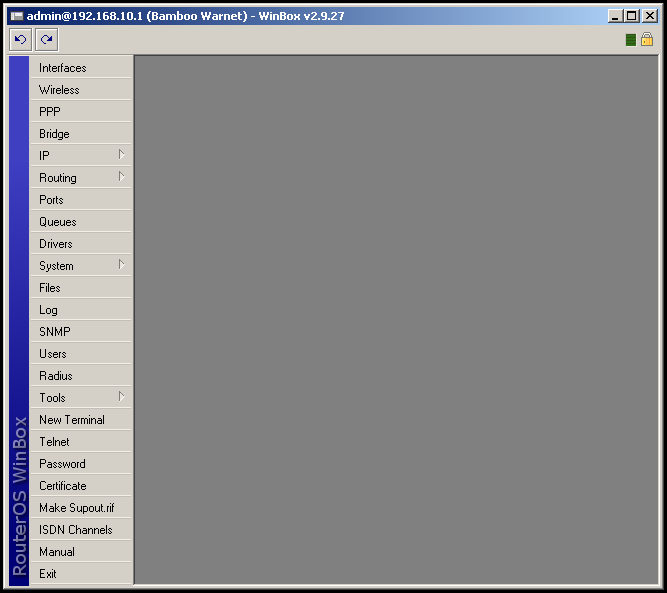 admin@192.168.10.1 (Bamboo Warnet) - WinBox v2.9.27
Interfaces
Wireless
PPP
Bridge
IP
Routing
Ports
Queues
Drivers
System
Files
Log
SNMP
Users
Radius
Tools
New Terminal
Telnet
Password
Certificate
Make Supout.rif
ISDN Channels
Manual
Exit
RouterOS WinBox